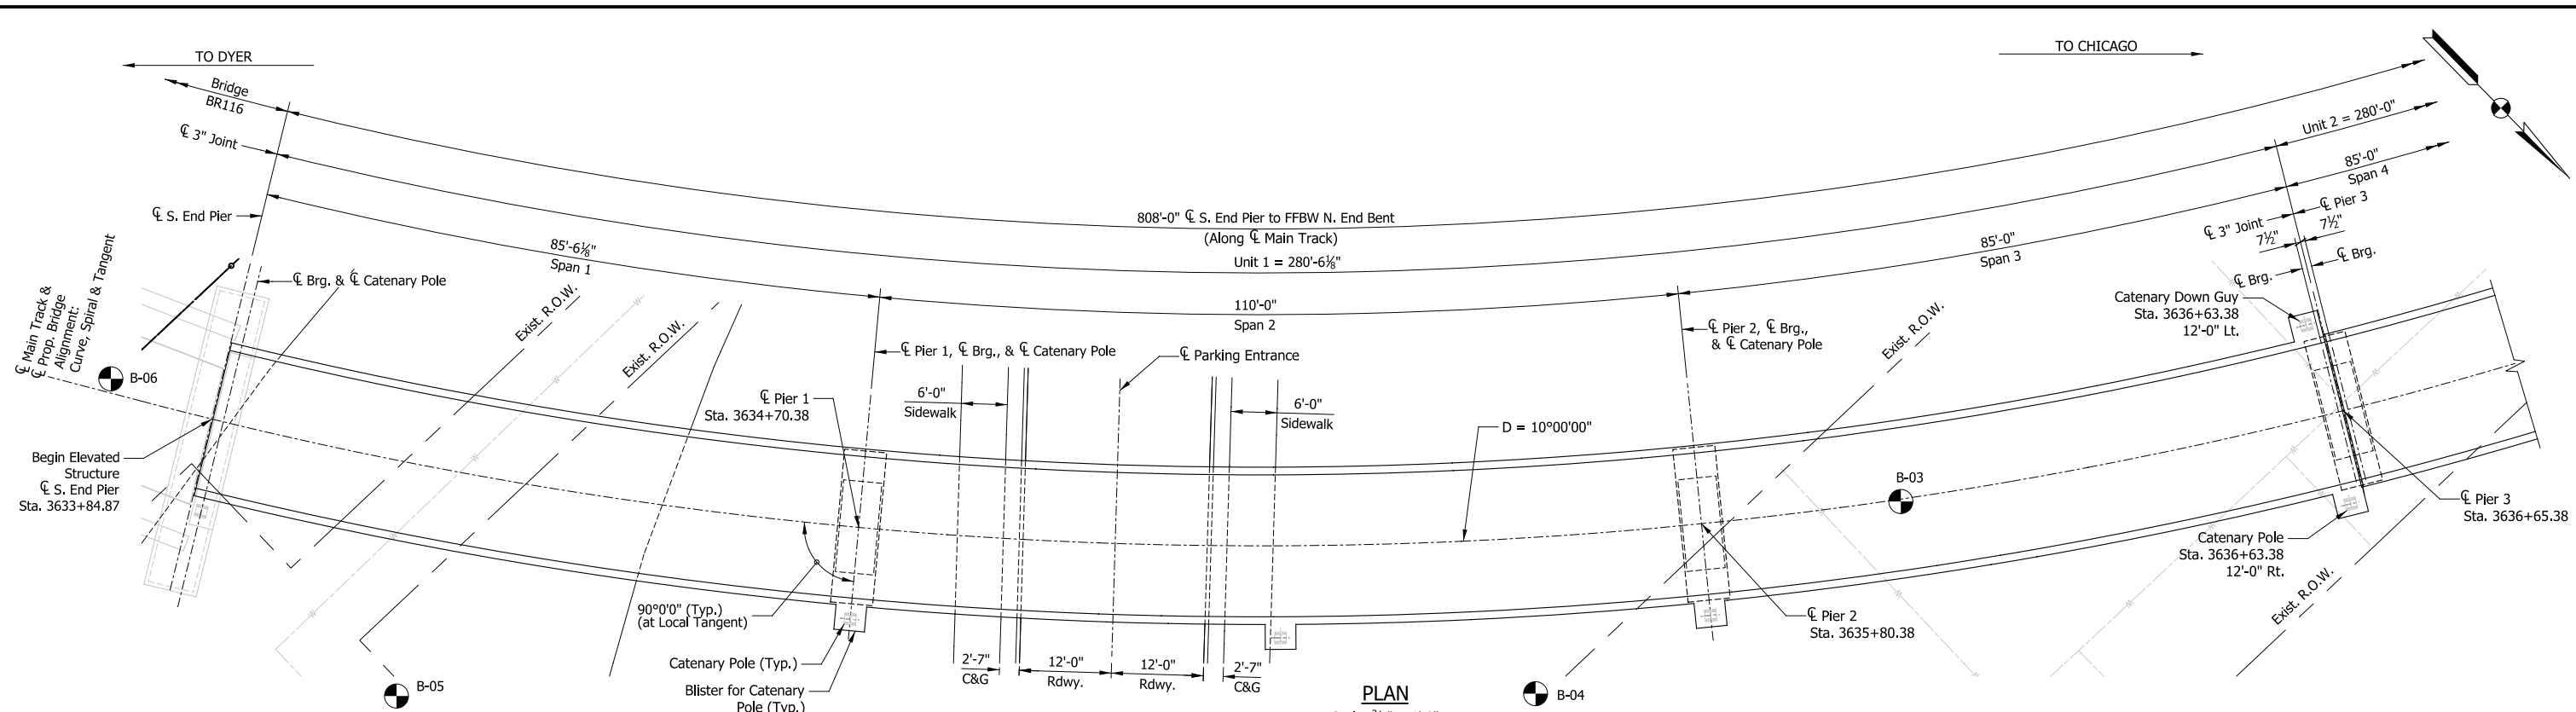 TO DYER
TO CHICAGO
Bridge
BR116
℄ 3" Joint
℄ S. End Pier
808'-0" ℄ S. End Pier to FFBW N. End Bent
(Along ℄ Main Track)
Unit 1 = 280'-6⅛"
Unit 2 = 280'-0"
85'-0"
Span 4
℄ Pier 3
℄ 3" Joint
7½"
7½"
℄ Brg.
℄ Brg.
85'-6⅛"
Span 1
110'-0"
Span 2
85'-0"
Span 3
℄ Main Track &
℄ Prop. Bridge
Alignment:
Curve, Spiral & Tangent
℄ Brg. & ℄ Catenary Pole
Exist. R.O.W.
Exist. R.O.W.
℄ Pier 1, ℄ Brg., & ℄ Catenary Pole
℄ Parking Entrance
℄ Pier 2, ℄ Brg.,
& ℄ Catenary Pole
Exist. R.O.W.
Catenary Down Guy
Sta. 3636+63.38
12'-0" Lt.
B-06
℄ Pier 1
Sta. 3634+70.38
6'-0"
Sidewalk
6'-0"
Sidewalk
D = 10°00'00"
Begin Elevated
Structure
℄ S. End Pier
Sta. 3633+84.87
B-03
℄ Pier 3
Sta. 3636+65.38
Catenary Pole
Sta. 3636+63.38
12'-0" Rt.
Exist. R.O.W.
90°0'0" (Typ.)
(at Local Tangent)
℄ Pier 2
Sta. 3635+80.38
Catenary Pole (Typ.)
Blister for Catenary
Pole (Typ.)
2'-7"
C&G
12'-0"
Rdwy.
12'-0"
Rdwy.
2'-7"
C&G
B-05
PLAN
B-04